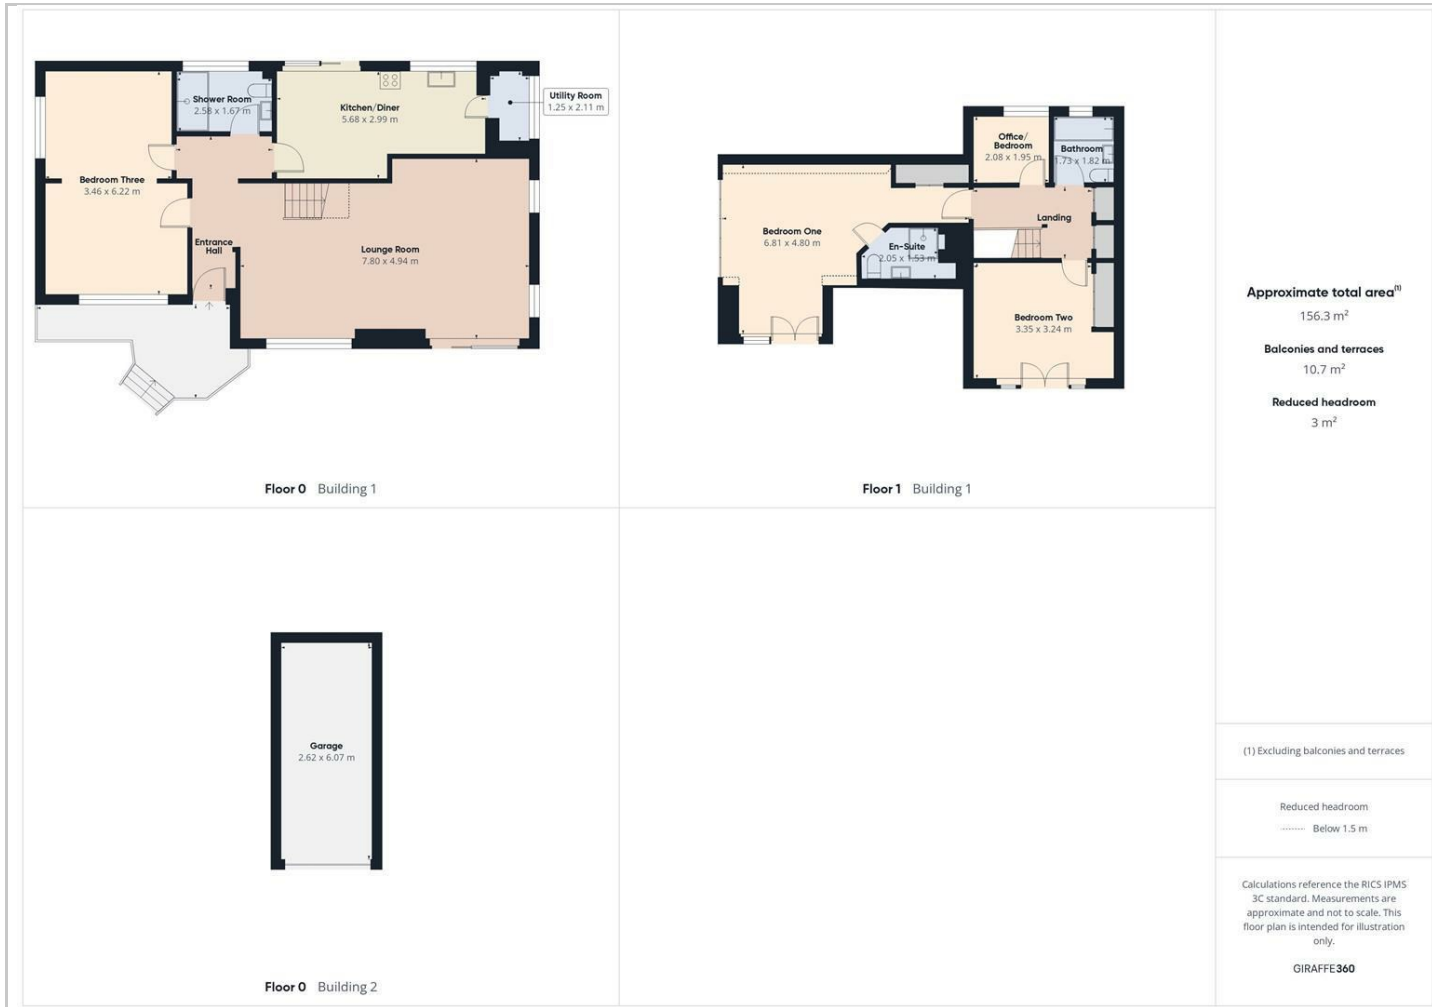 Shower Room
2.58 x 1.67 m
Kitchen/Diner
5.68 x 2.99 m
Utility Room
1.25 x 2.11 m
Bedroom Three
3.46 x 6.22 m
Entrance
Hall
Lounge Room
7.80 x 4.94 m
Floor 0 Building 1
Office/
Bedroom
2.08 x 1.95 m
Bathroom
1.73 x 1.82 m
Bedroom One
6.81 x 4.80 m
Landing
En-Suite
2.05 x 1.53 m
Bedroom Two
3.35 x 3.24 m
Floor 1 Building 1
Garage
2.62 x 6.07 m
Floor 0 Building 2
Approximate total area(1)
156.3 m²
Balconies and terraces
10.7 m²
Reduced headroom
3 m²
(1) Excluding balconies and terraces
Reduced headroom
Below 1.5 m
Calculations reference the RICS IPMS
3C standard. Measurements are
approximate and not to scale. This
floor plan is intended for illustration
only.
GIRAFFE360